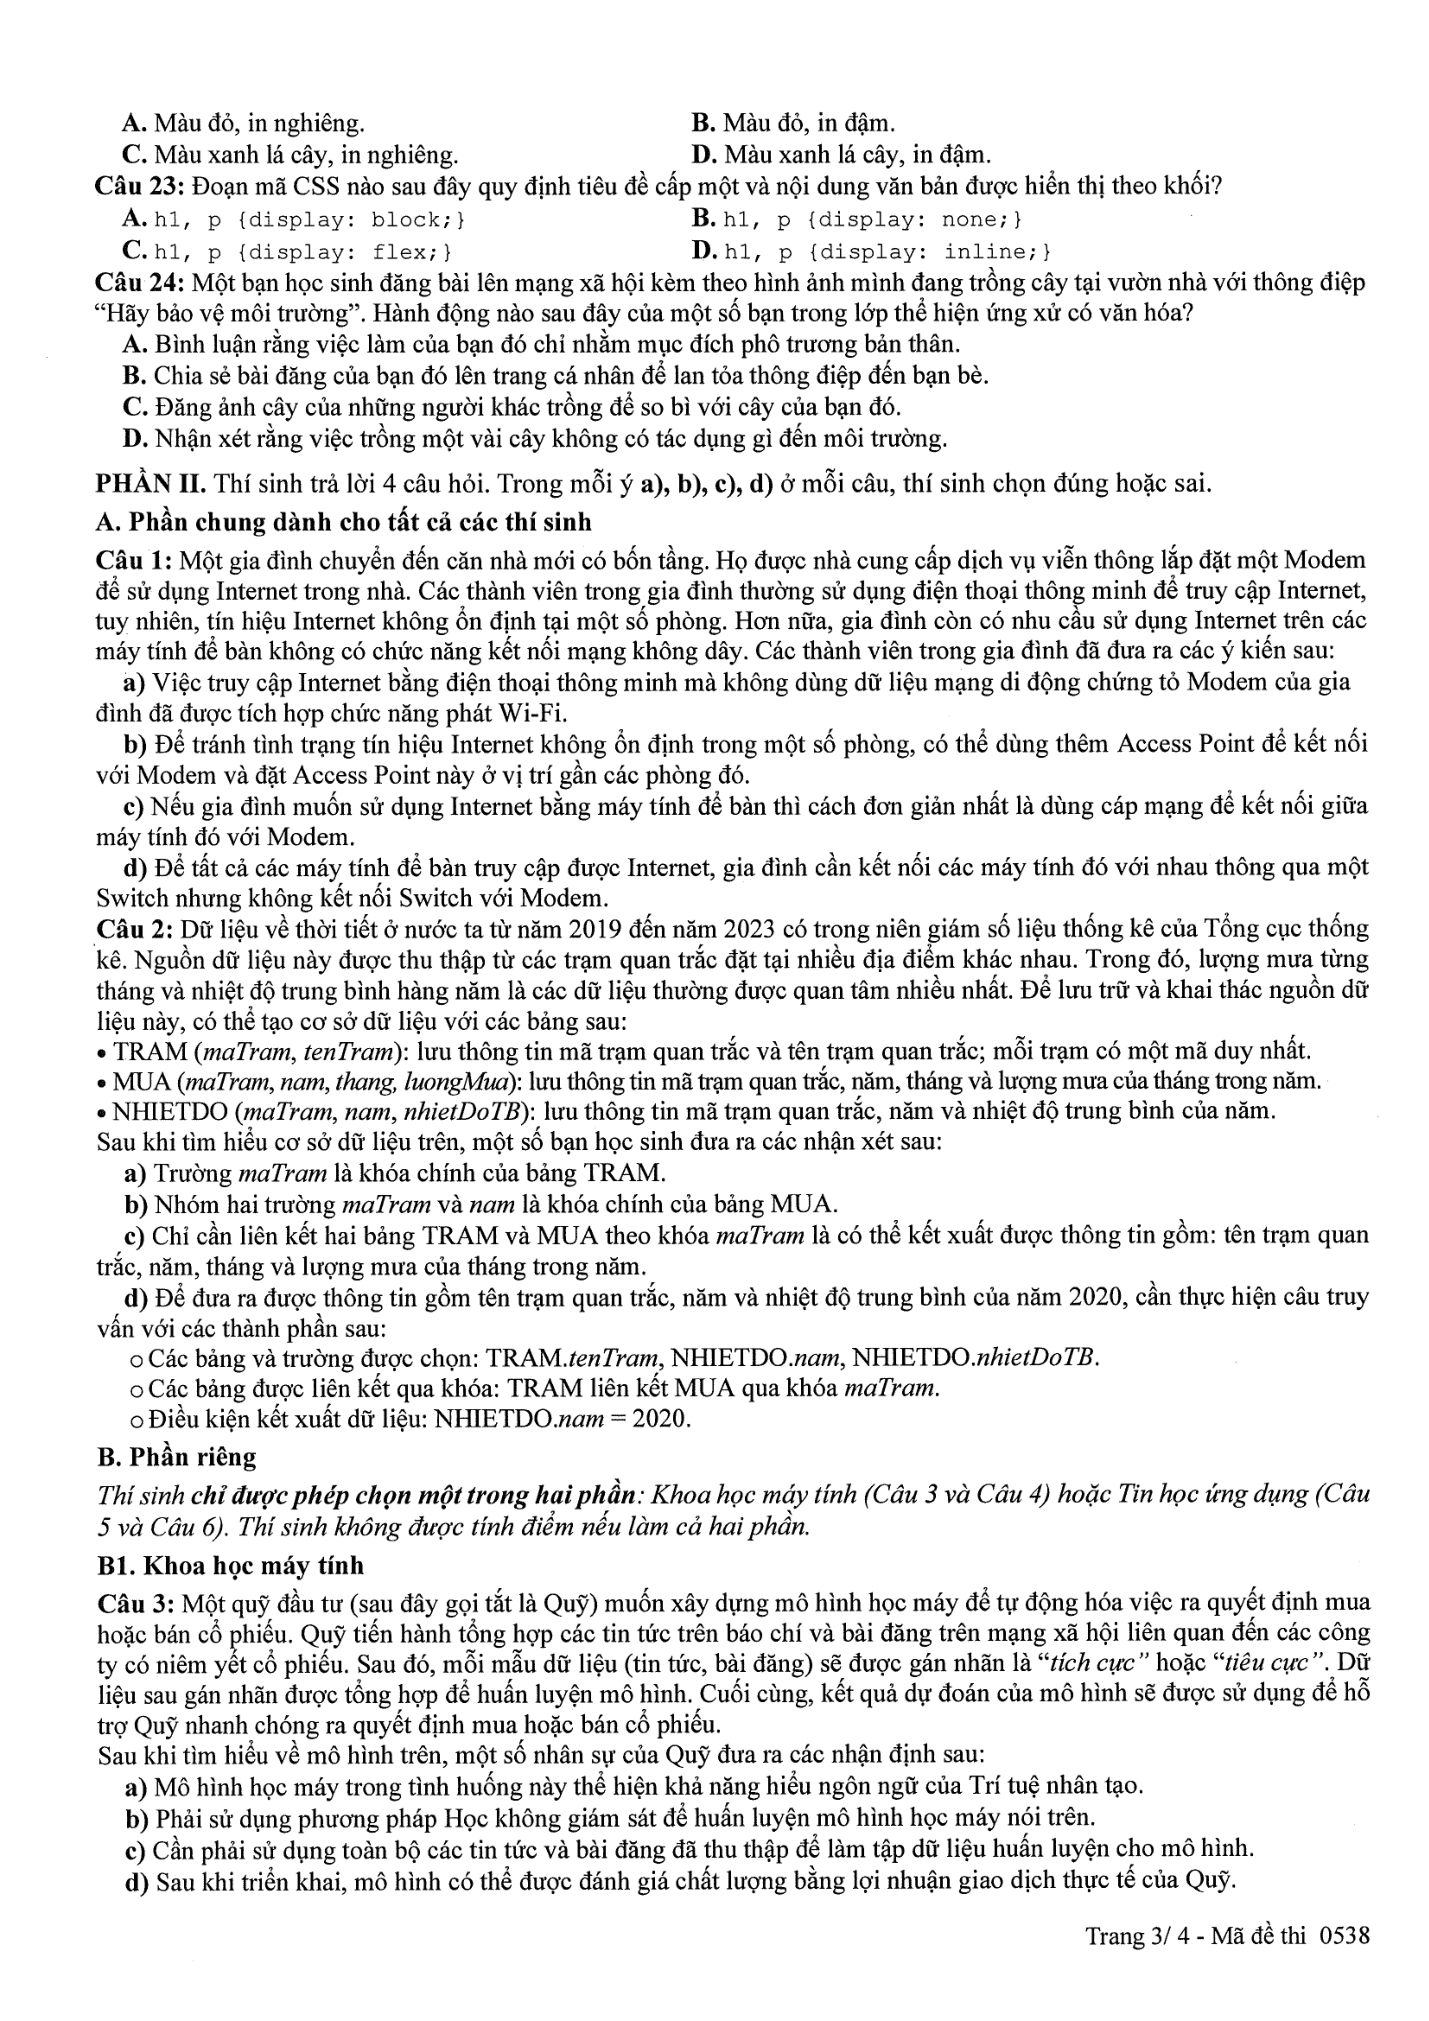 A. Màu đỏ, in nghiêng.
B. Màu đỏ, in đậm.
C. Màu xanh lá cây, in nghiêng.
D. Màu xanh lá cây, in đậm.
Câu 23: Đoạn mã CSS nào sau đây quy định tiêu đề cấp một và nội dung văn bản được hiển thị theo khối?
A. h1, p {display: block;}
B. h1, p {display: none;}
C. h1, p {display: flex;}
D. h1, p {display: inline;}
Câu 24: Một bạn học sinh đăng bài lên mạng xã hội kèm theo hình ảnh mình đang trồng cây tại vườn nhà với thông điệp
“Hãy bảo vệ môi trường”. Hành động nào sau đây của một số bạn trong lớp thể hiện ứng xử có văn hóa?
A. Bình luận rằng việc làm của bạn đó chỉ nhằm mục đích phô trương bản thân.
B. Chia sẻ bài đăng của bạn đó lên trang cá nhân để lan tỏa thông điệp đến bạn bè.
C. Đăng ảnh cây của những người khác trồng để so bì với cây của bạn đó.
D. Nhận xét rằng việc trồng một vài cây không có tác dụng gì đến môi trường.
PHẦN II. Thí sinh trả lời 4 câu hỏi. Trong mỗi ý a), b), c), d) ở mỗi câu, thí sinh chọn đúng hoặc sai.
A. Phần chung dành cho tất cả các thí sinh
Câu 1: Một gia đình chuyển đến căn nhà mới có bốn tầng. Họ được nhà cung cấp dịch vụ viễn thông lắp đặt một Modem
để sử dụng Internet trong nhà. Các thành viên trong gia đình thường sử dụng điện thoại thông minh để truy cập Internet,
tuy nhiên, tín hiệu Internet không ổn định tại một số phòng. Hơn nữa, gia đình còn có nhu cầu sử dụng Internet trên các
máy tính để bàn không có chức năng kết nối mạng không dây. Các thành viên trong gia đình đã đưa ra các ý kiến sau:
a) Việc truy cập Internet bằng điện thoại thông minh mà không dùng dữ liệu mạng di động chứng tỏ Modem của gia
đình đã được tích hợp chức năng phát Wi-Fi.
b) Để tránh tình trạng tín hiệu Internet không ổn định trong một số phòng, có thể dùng thêm Access Point để kết nối
với Modem và đặt Access Point này ở vị trí gần các phòng đó.
c) Nếu gia đình muốn sử dụng Internet bằng máy tính để bàn thì cách đơn giản nhất là dùng cáp mạng để kết nối giữa
máy tính đó với Modem.
d) Để tất cả các máy tính để bàn truy cập được Internet, gia đình cần kết nối các máy tính đó với nhau thông qua một
Switch nhưng không kết nối Switch với Modem.
Câu 2: Dữ liệu về thời tiết ở nước ta từ năm 2019 đến năm 2023 có trong niên giám số liệu thống kê của Tổng cục thống
kê. Nguồn dữ liệu này được thu thập từ các trạm quan trắc đặt tại nhiều địa điểm khác nhau. Trong đó, lượng mưa từng
tháng và nhiệt độ trung bình hàng năm là các dữ liệu thường được quan tâm nhiều nhất. Để lưu trữ và khai thác nguồn dữ
liệu này, có thể tạo cơ sở dữ liệu với các bảng sau:
• TRAM (maTram, tenTram): lưu thông tin mã trạm quan trắc và tên trạm quan trắc; mỗi trạm có một mã duy nhất.
• MUA (maTram, nam, thang, luongMua): lưu thông tin mã trạm quan trắc, năm, tháng và lượng mưa của tháng trong năm.
• NHIETDO (maTram, nam, nhietDoTB): lưu thông tin mã trạm quan trắc, năm và nhiệt độ trung bình của năm.
Sau khi tìm hiểu cơ sở dữ liệu trên, một số bạn học sinh đưa ra các nhận xét sau:
a) Trường maTram là khóa chính của bảng TRAM.
b) Nhóm hai trường maTram và nam là khóa chính của bảng MUA.
c) Chỉ cần liên kết hai bảng TRAM và MUA theo khóa maTram là có thể kết xuất được thông tin gồm: tên trạm quan
trắc, năm, tháng và lượng mưa của tháng trong năm.
d) Để đưa ra được thông tin gồm tên trạm quan trắc, năm và nhiệt độ trung bình của năm 2020, cần thực hiện câu truy
vấn với các thành phần sau:
o Các bảng và trường được chọn: TRAM.tenTram, NHIETDO.nam, NHIETDO.nhietDoTB.
o Các bảng được liên kết qua khóa: TRAM liên kết MUA qua khóa maTram.
o Điều kiện kết xuất dữ liệu: NHIETDO.nam = 2020.
B. Phần riêng
Thí sinh chỉ được phép chọn một trong hai phần: Khoa học máy tính (Câu 3 và Câu 4) hoặc Tin học ứng dụng (Câu
5 và Câu 6). Thí sinh không được tính điểm nếu làm cả hai phần.
B1. Khoa học máy tính
Câu 3: Một quỹ đầu tư (sau đây gọi tắt là Quỹ) muốn xây dựng mô hình học máy để tự động hóa việc ra quyết định mua
hoặc bán cổ phiếu. Quỹ tiến hành tổng hợp các tin tức trên báo chí và bài đăng trên mạng xã hội liên quan đến các công
ty có niêm yết cổ phiếu. Sau đó, mỗi mẫu dữ liệu (tin tức, bài đăng) sẽ được gán nhãn là “tích cực” hoặc “tiêu cực”. Dữ
liệu sau gán nhãn được tổng hợp để huấn luyện mô hình. Cuối cùng, kết quả dự đoán của mô hình sẽ được sử dụng để hỗ
trợ Quỹ nhanh chóng ra quyết định mua hoặc bán cổ phiếu.
Sau khi tìm hiểu về mô hình trên, một số nhân sự của Quỹ đưa ra các nhận định sau:
a) Mô hình học máy trong tình huống này thể hiện khả năng hiểu ngôn ngữ của Trí tuệ nhân tạo.
b) Phải sử dụng phương pháp Học không giám sát để huấn luyện mô hình học máy nói trên.
c) Cần phải sử dụng toàn bộ các tin tức và bài đăng đã thu thập để làm tập dữ liệu huấn luyện cho mô hình.
d) Sau khi triển khai, mô hình có thể được đánh giá chất lượng bằng lợi nhuận giao dịch thực tế của Quỹ.
Trang 3/ 4 - Mã đề thi 0538